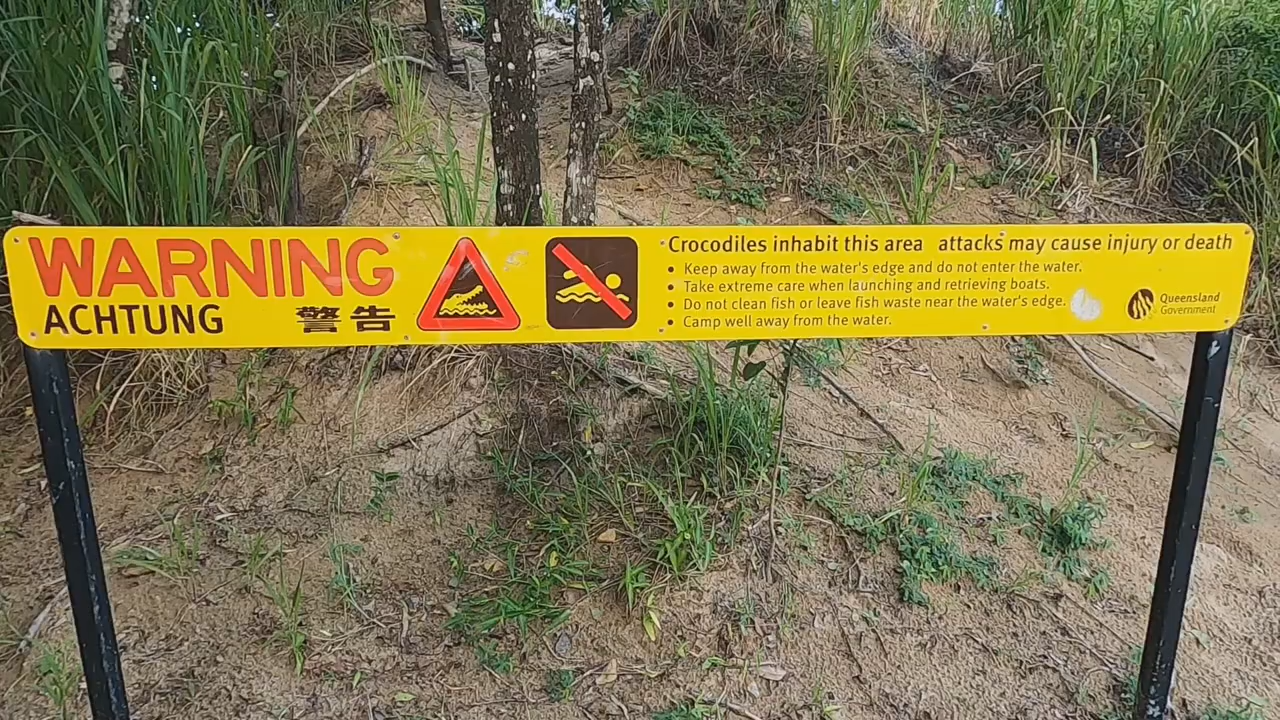 WARNING
ACHTUNG 警告
Crocodiles inhabit this area attacks may cause injury or death
• Keep away from the water's edge and do not enter the water.
• Take extreme care when launching and retrieving boats.
• Do not clean fish or leave fish waste near the water's edge.
• Camp well away from the water.
Queensland
Government